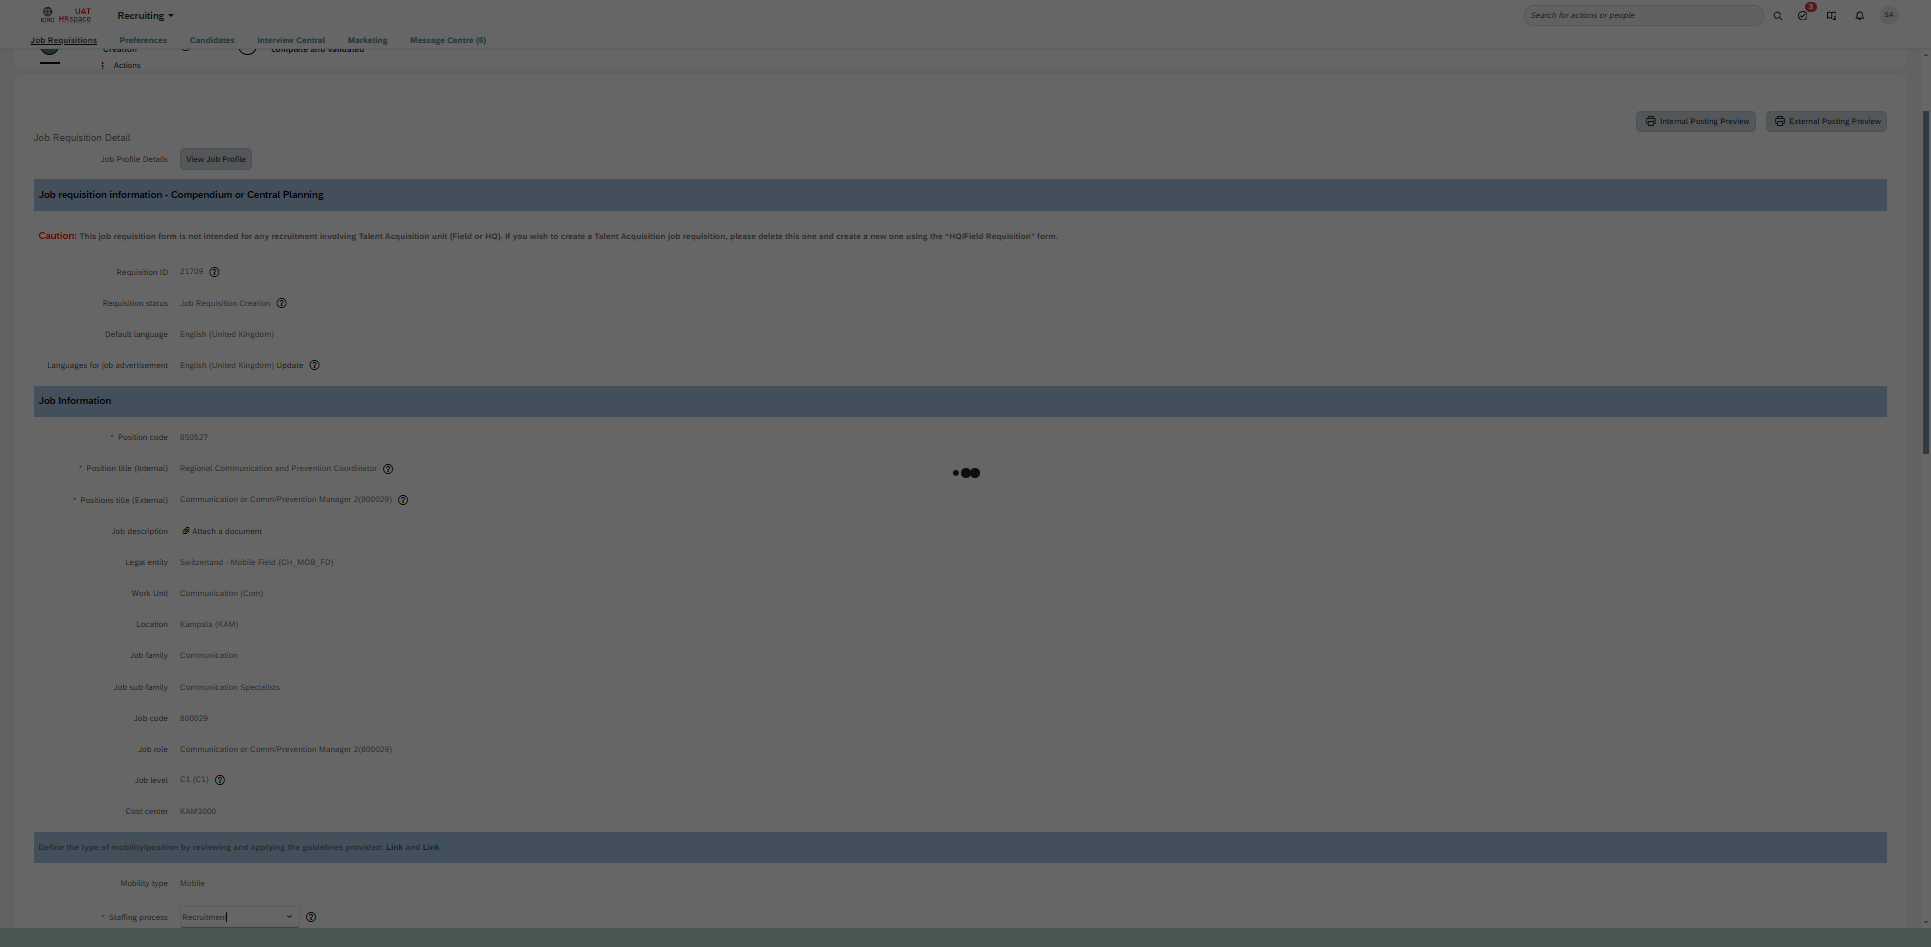 ICRC
UAT
HRspace
Recruiting
Search for actions or people
3
SA
Job Requisitions
Preferences
Candidates
Interview Central
Marketing
Message Centre (6)
Creation
complete and validated
Actions
Internal Posting Preview
External Posting Preview
Job Requisition Detail
Job Profile Details
View Job Profile
Job requisition information - Compendium or Central Planning
Caution: This job requisition form is not intended for any recruitment involving Talent Acquisition unit (Field or HQ). If you wish to create a Talent Acquisition job requisition, please delete this one and create a new one using the "HQ/Field Requisition" form.
Requisition ID 21709
Requisition status Job Requisition Creation
Default language English (United Kingdom)
Languages for job advertisement English (United Kingdom) Update
Job Information
* Position code 850527
* Position title (Internal) Regional Communication and Prevention Coordinator
* Positions title (External) Communication or Comm/Prevention Manager 2(800029)
Job description Attach a document
Legal entity Switzerland - Mobile Field (CH_MOB_FD)
Work Unit Communication (Com)
Location Kampala (KAM)
Job family Communication
Job sub-family Communication Specialists
Job code 800029
Job role Communication or Comm/Prevention Manager 2(800029)
Job level C1 (C1)
Cost center KAM3000
Define the type of mobility/position by reviewing and applying the guidelines provided: Link and Link
Mobility type Mobile
* Staffing process Recruitment